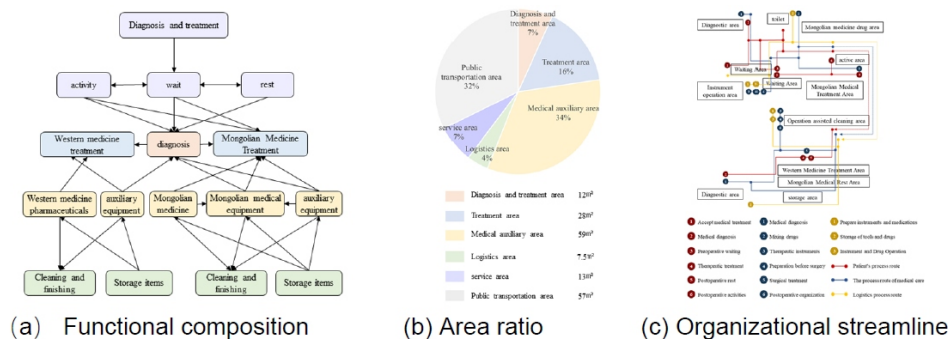 Diagnosis and treatment
activity
wait
rest
Western medicine
treatment
diagnosis
Mongolian Medicine
Treatment
Western medicine
pharmaceuticals
auxiliary
equipment
Mongolian
medicine
Mongolian medical
equipment
auxiliary
equipment
Cleaning and
finishing
Storage items
Cleaning and
finishing
Storage items
(a) Functional composition
Diagnosis and
treatment area
7%
Treatment area
16%
Medical auxiliary area
34%
Logistics area
4%
service area
7%
Public
transportation area
32%
Diagnosis and treatment area 12m²
Treatment area 28m²
Medical auxiliary area 59m²
Logistics area 7.5m²
service area 13m²
Public transportation area 57m²
(b) Area ratio
Diagnostic area
toilet
Mongolian medicine drug area
Waiting Area
Waiting Area
active area
Instrument
operation area
Mongolian Medical
Treatment Area
Operation assisted cleaning area
Western Medicine Treatment Area
Mongolian Medical Rest Area
Diagnostic area
storage area
Accept medical treatment
Medical diagnosis
Preoperative waiting
Therapeutic treatment
Postoperative rest
Postoperative activities
Medical diagnosis
Mixing drugs
Therapeutic instruments
Preparation before surgery
Surgical treatment
Postoperative organization
Prepare instruments and medications
Storage of tools and drugs
Instrument and Drug Operation
Patient's process route
The process route of medical care
Logistics process route
(c) Organizational streamline